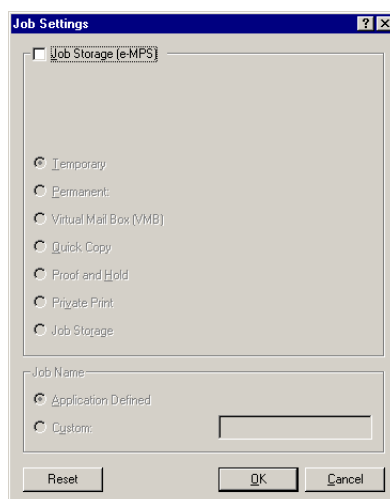 Job Settings
Job Storage (e-MPS)
Temporary
Permanent:
Virtual Mail Box (VMB)
Quick Copy
Proof and Hold
Private Print
Job Storage
Job Name
Application Defined
Custom:
Reset OK Cancel